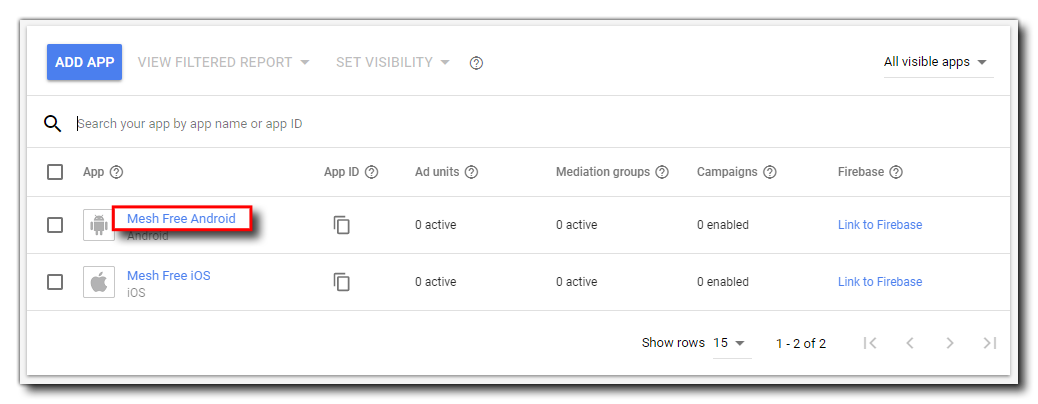 ADD APP VIEW FILTERED REPORT SET VISIBILITY ? All visible apps
Search your app by app name or app ID
App ? App ID ? Ad units ? Mediation groups ? Campaigns ? Firebase ?
Mesh Free Android 0 active 0 active 0 enabled Link to Firebase
Android
Mesh Free iOS 0 active 0 active 0 enabled Link to Firebase
iOS
Show rows 15 1 - 2 of 2